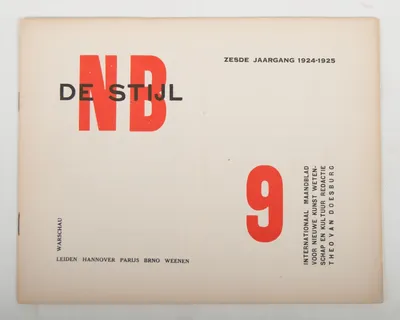 NB
DE STIJL
ZESDE JAARGANG 1924-1925
9
INTERNATIONAAL MAANDBLAD
VOOR NIEUWE KUNST WETEN-
SCHAP EN KULTUUR REDACTIE
THEO VAN DOESBURG
WARSCHAU
LEIDEN HANNOVER PARIJS BRNO WEENEN